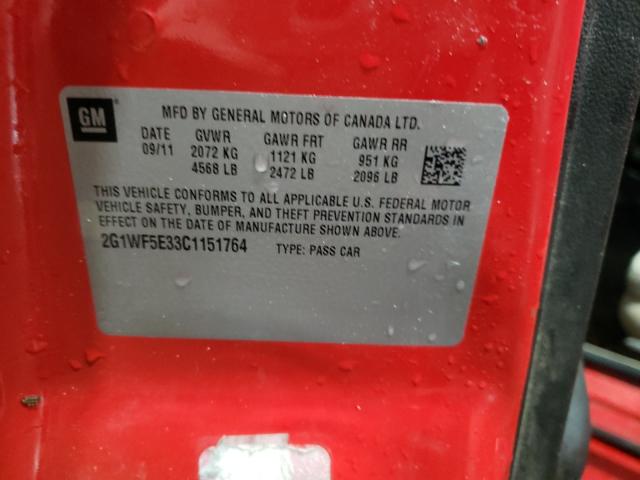 GM
MFD BY GENERAL MOTORS OF CANADA LTD.
DATE GVWR GAWR FRT GAWR RR
09/11 2072 KG 1121 KG 951 KG
4568 LB 2472 LB 2096 LB
THIS VEHICLE CONFORMS TO ALL APPLICABLE U.S. FEDERAL MOTOR
VEHICLE SAFETY, BUMPER, AND THEFT PREVENTION STANDARDS IN
EFFECT ON THE DATE OF MANUFACTURE SHOWN ABOVE.
2G1WF5E33C1151764 TYPE: PASS CAR